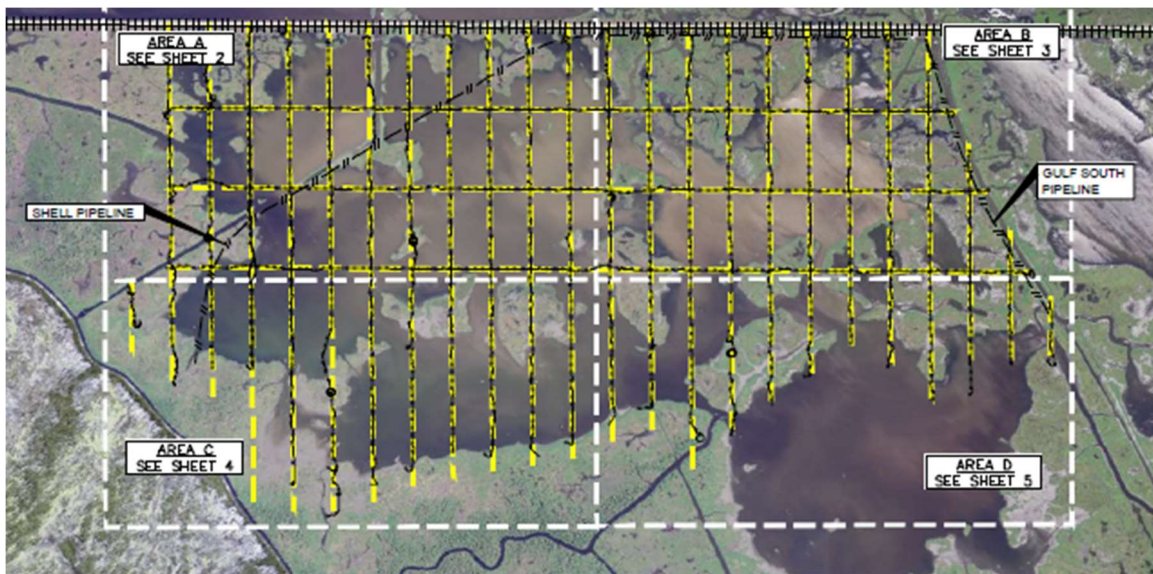 AREA A
SEE SHEET 2
AREA B
SEE SHEET 3
GULF SOUTH
PIPELINE
SHELL PIPELINE
AREA C
SEE SHEET 4
AREA D
SEE SHEET 5